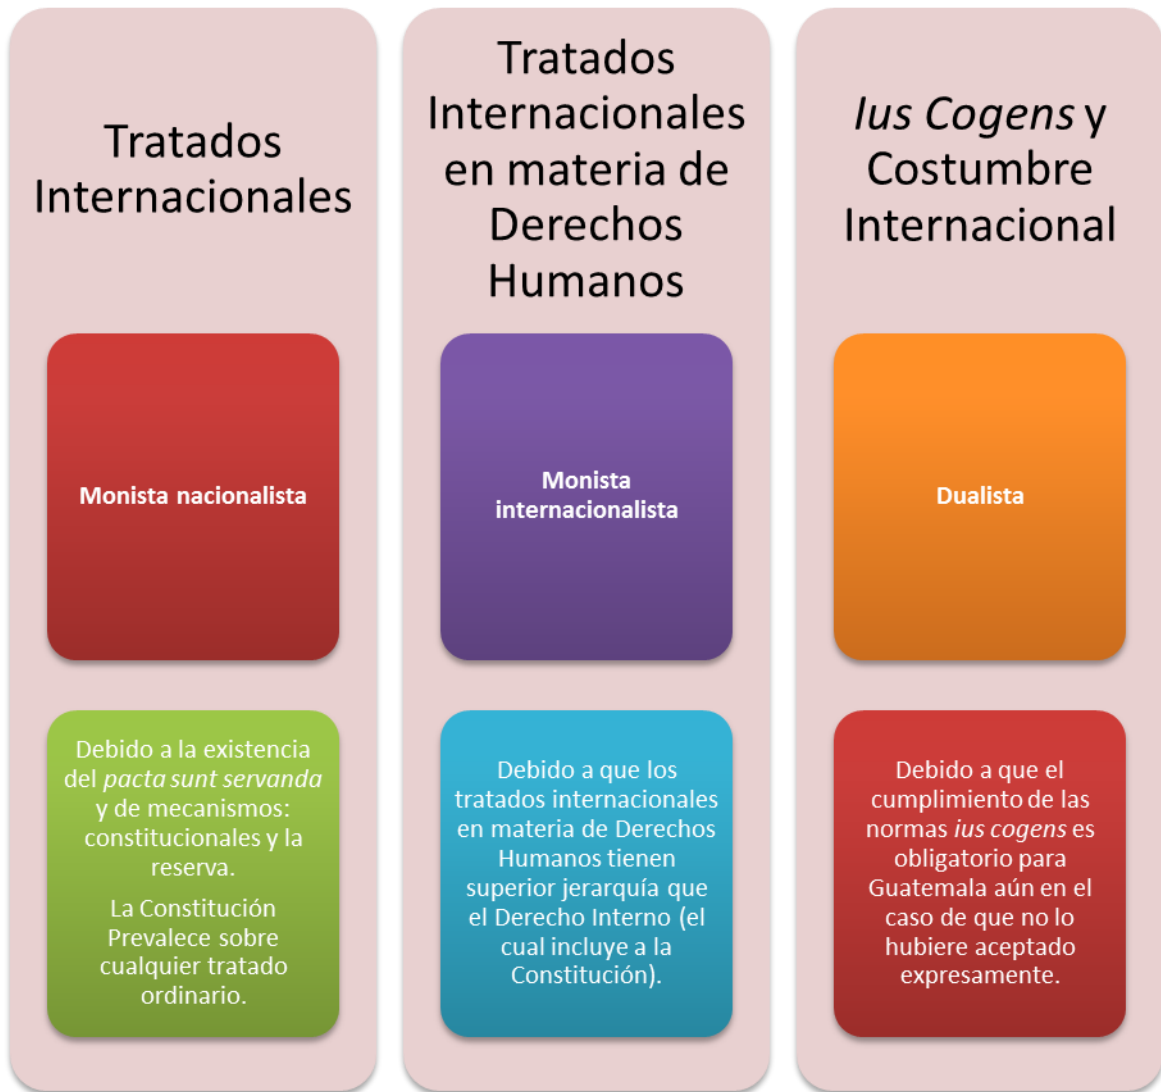 Tratados
Internacionales
Monista nacionalista
Debido a la existencia
del pacta sunt servanda
y de mecanismos:
constitucionales y la
reserva.
La Constitución
Prevalece sobre
cualquier tratado
ordinario.
Tratados
Internacionales
en materia de
Derechos
Humanos
Monista
internacionalista
Debido a que los
tratados internacionales
en materia de Derechos
Humanos tienen
superior jerarquía que
el Derecho Interno (el
cual incluye a la
Constitución).
Ius Cogens y
Costumbre
Internacional
Dualista
Debido a que el
cumplimiento de las
normas ius cogens es
obligatorio para
Guatemala aún en el
caso de que no lo
hubiere aceptado
expresamente.